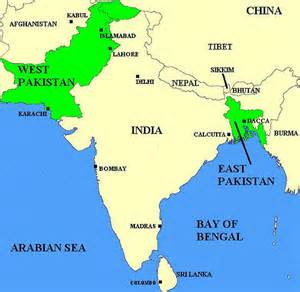 CHINA
AFGHANISTAN
KABUL
ISLAMABAD
LAHORE
TIBET
WEST
PAKISTAN
DELHI
NEPAL
SIKKIM
BHUTAN
KARACHI
DACCA
INDIA
CALCUTTA
BURMA
EAST
PAKISTAN
BOMBAY
BAY OF
BENGAL
MADRAS
ARABIAN SEA
SRI LANKA
COLOMBO